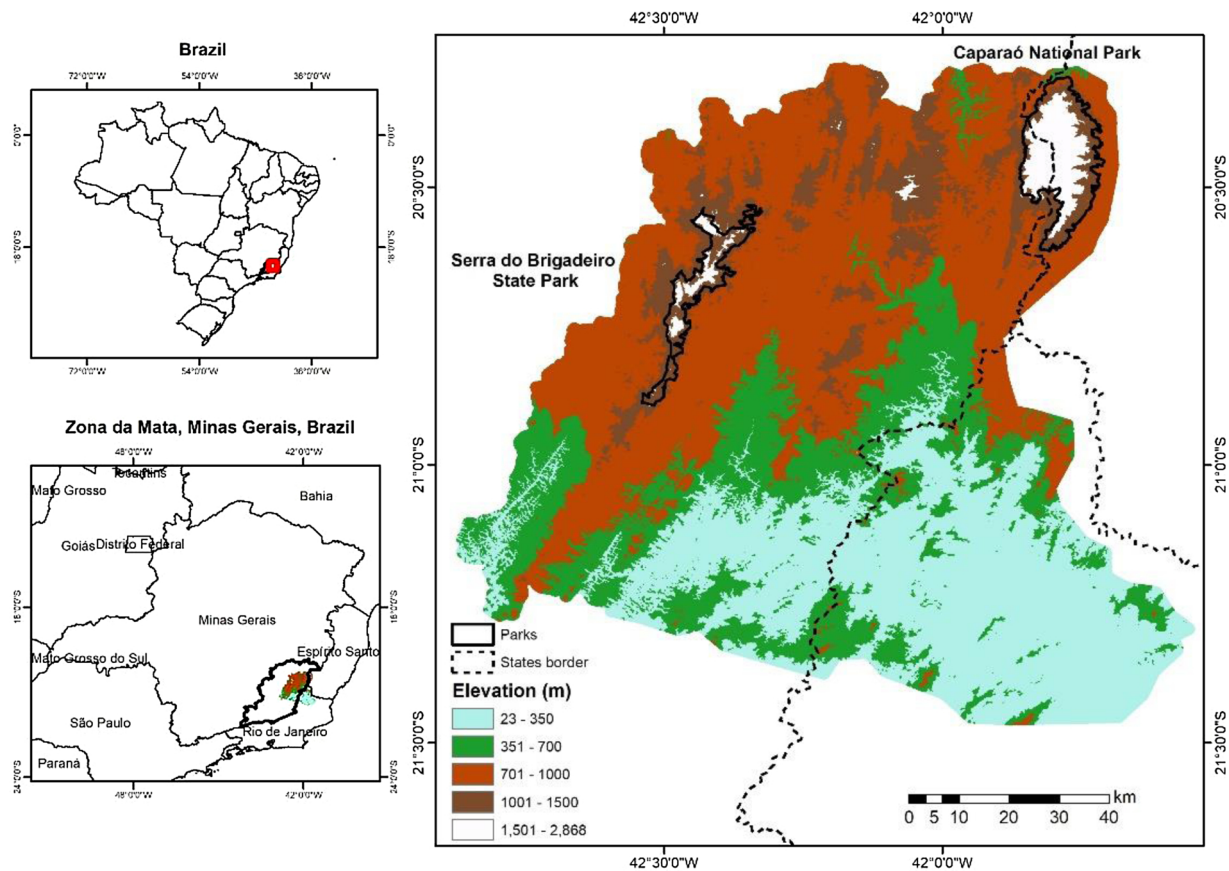 Brazil
72°0'0"W
54°0'0"W
36°0'0"W
0°0'0"
0°0'0"
18°0'0"S
18°0'0"S
72°0'0"W
54°0'0"W
36°0'0"W
Zona da Mata, Minas Gerais, Brazil
48°0'0"W
42°0'0"W
Tocantins
Mato Grosso
Bahia
Goiás
Distrito Federal
18°0'0"S
18°0'0"S
Minas Gerais
Mato Grosso do Sul
Espírito Santo
São Paulo
Rio de Janeiro
Paraná
24°0'0"S
24°0'0"S
48°0'0"W
42°0'0"W
42°30'0"W
42°0'0"W
Caparaó National Park
20°30'0"S
20°30'0"S
Serra do Brigadeiro
State Park
21°0'0"S
21°0'0"S
21°30'0"S
21°30'0"S
Parks
States border
Elevation (m)
23 - 350
351 - 700
701 - 1000
1001 - 1500
1,501 - 2,868
km
0 5 10 20 30 40
42°30'0"W
42°0'0"W